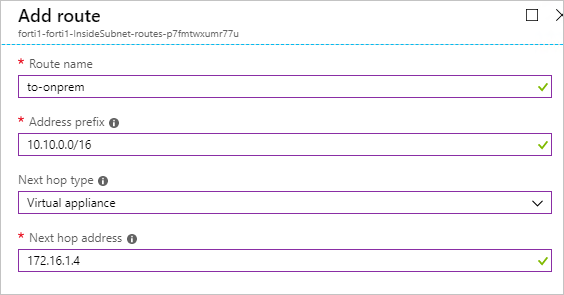 Add route
forti1-forti1-InsideSubnet-routes-p7fmtwxumr77u
* Route name
to-onprem
* Address prefix
10.10.0.0/16
Next hop type
Virtual appliance
* Next hop address
172.16.1.4